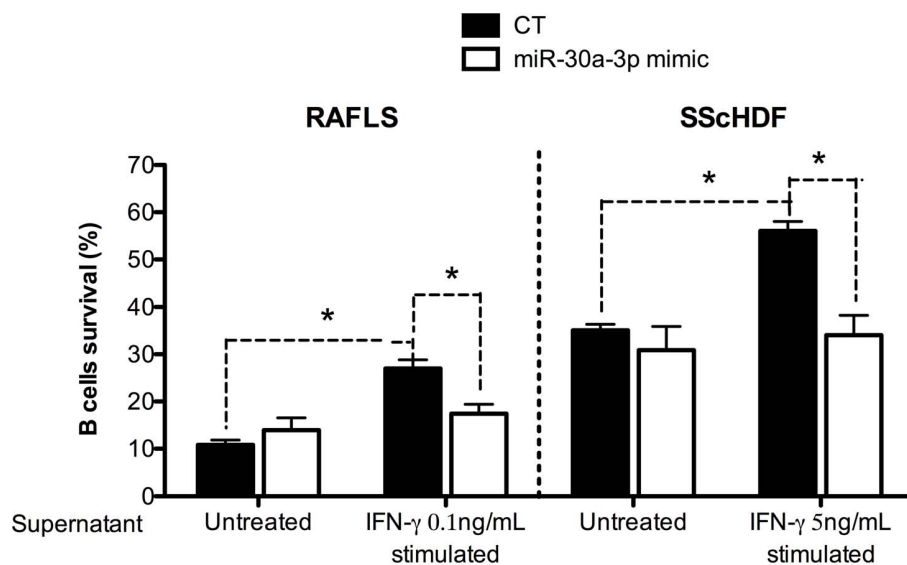 CT
miR-30a-3p mimic
RAFLS
SScHDF
B cells survival (%)
70
60
50
40
30
20
10
0
*
*
*
*
Supernatant
Untreated
IFN-γ 0.1ng/mL
stimulated
Untreated
IFN-γ 5ng/mL
stimulated